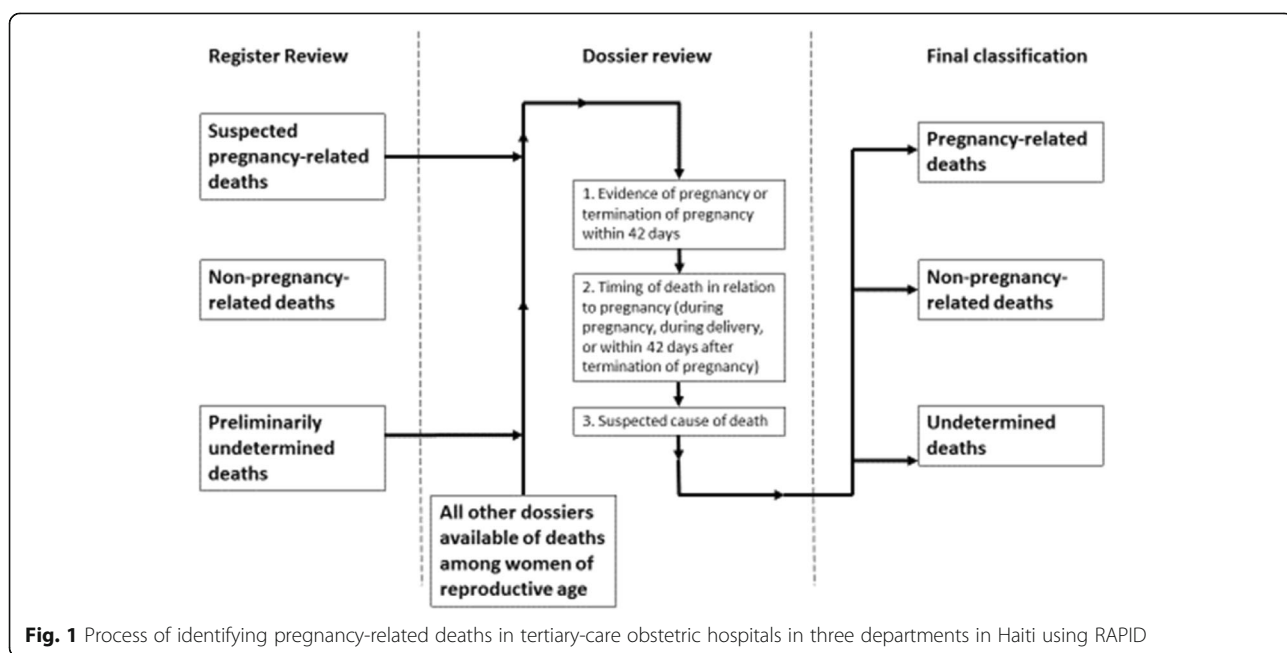 Register Review
Suspected
pregnancy-related
deaths
Non-pregnancy-
related deaths
Preliminarily
undetermined
deaths
Dossier review
1. Evidence of pregnancy or
termination of pregnancy
within 42 days
2. Timing of death in relation
to pregnancy (during
pregnancy, during delivery,
or within 42 days after
termination of pregnancy)
3. Suspected cause of death
All other dossiers
available of deaths
among women of
reproductive age
Final classification
Pregnancy-related
deaths
Non-pregnancy-
related deaths
Undetermined
deaths
Fig. 1 Process of identifying pregnancy-related deaths in tertiary-care obstetric hospitals in three departments in Haiti using RAPID